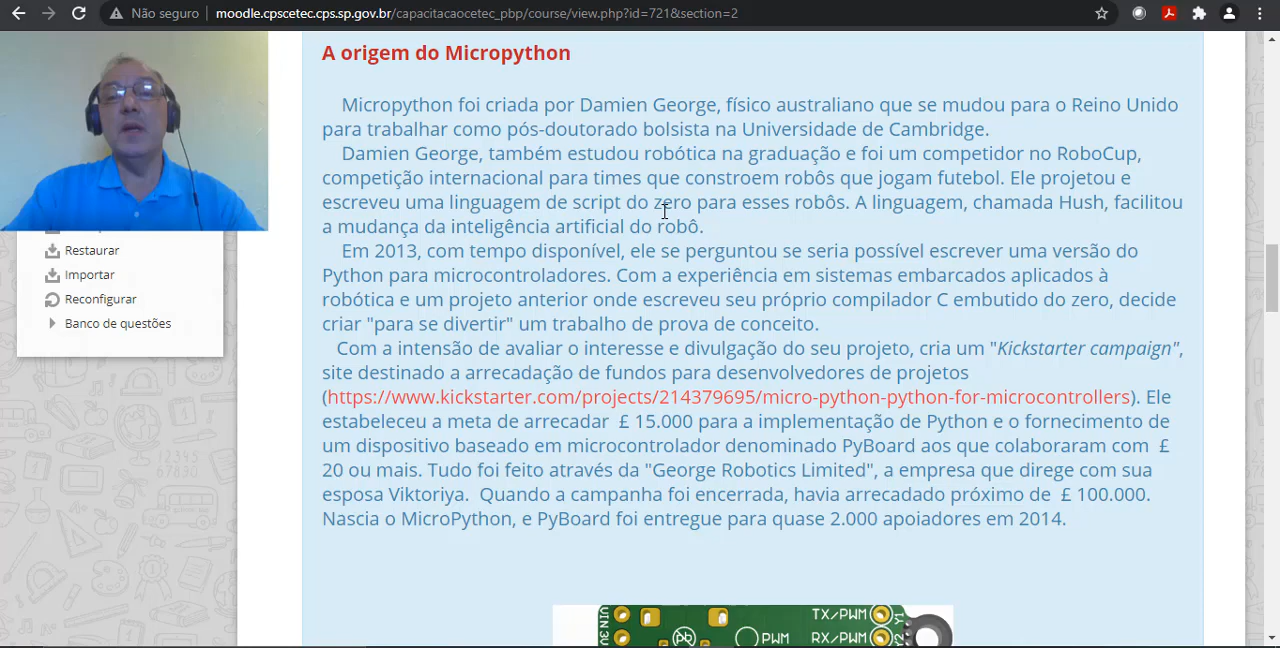 Não seguro
moodle.cpscetec.cps.sp.gov.br/capacitacaocetec_pbp/course/view.php?id=721&section=2
A origem do Micropython
Micropython foi criada por Damien George, físico australiano que se mudou para o Reino Unido
para trabalhar como pós-doutorado bolsista na Universidade de Cambridge.
Damien George, também estudou robótica na graduação e foi um competidor no RoboCup,
competição internacional para times que constroem robôs que jogam futebol. Ele projetou e
escreveu uma linguagem de script do zero para esses robôs. A linguagem, chamada Hush, facilitou
a mudança da inteligência artificial do robô.
Em 2013, com tempo disponível, ele se perguntou se seria possível escrever uma versão do
Python para microcontroladores. Com a experiência em sistemas embarcados aplicados à
robótica e um projeto anterior onde escreveu seu próprio compilador C embutido do zero, decide
criar "para se divertir" um trabalho de prova de conceito.
Com a intensão de avaliar o interesse e divulgação do seu projeto, cria um "Kickstarter campaign",
site destinado a arrecadação de fundos para desenvolvedores de projetos
(https://www.kickstarter.com/projects/214379695/micro-python-python-for-microcontrollers). Ele
estabeleceu a meta de arrecadar £ 15.000 para a implementação de Python e o fornecimento de
um dispositivo baseado em microcontrolador denominado PyBoard aos que colaboraram com £
20 ou mais. Tudo foi feito através da "George Robotics Limited", a empresa que direge com sua
esposa Viktoriya. Quando a campanha foi encerrada, havia arrecadado próximo de £ 100.000.
Nascia o MicroPython, e PyBoard foi entregue para quase 2.000 apoiadores em 2014.
Restaurar
Importar
Reconfigurar
Banco de questões
VIN
3V3
TX/PWM
Y1
PWM
RX/PWM
Y2